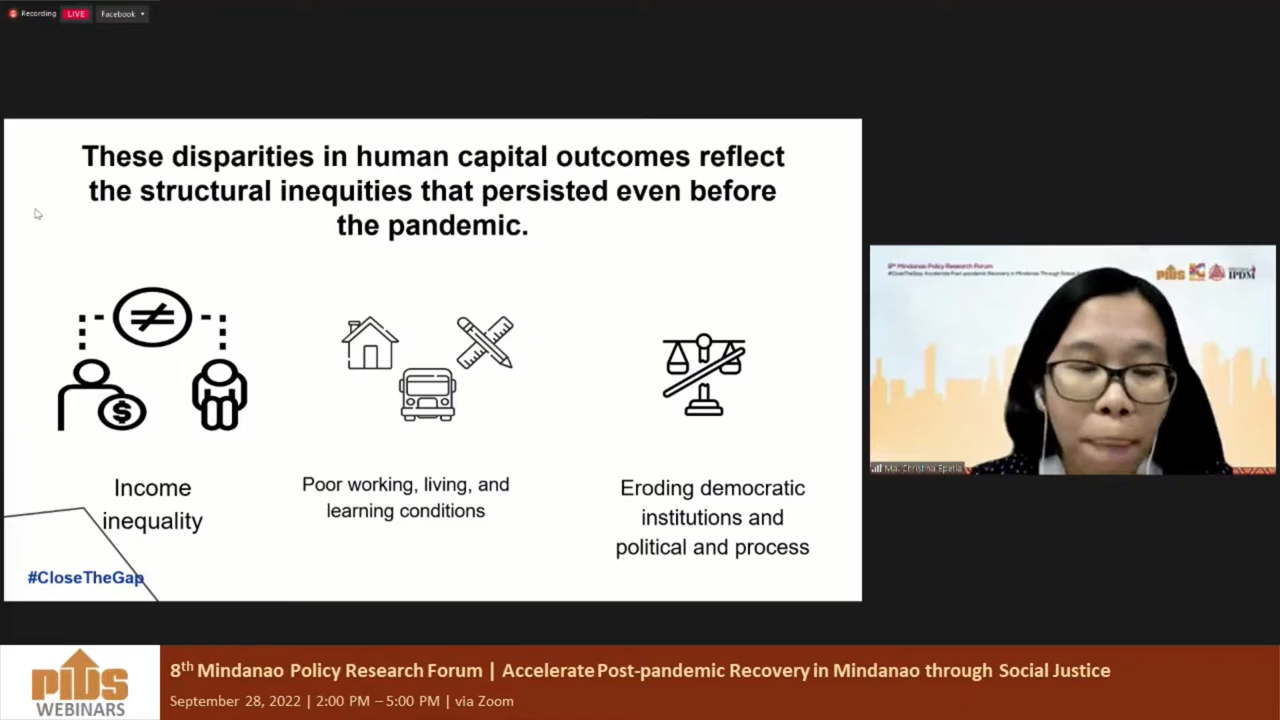 Recording LIVE Facebook
These disparities in human capital outcomes reflect
the structural inequities that persisted even before
the pandemic.
$
Income
inequality
Poor working, living, and
learning conditions
Eroding democratic
institutions and
political and process
#CloseTheGap
8th Mindanao Policy Research Forum
#CloseTheGap: Accelerate Post-pandemic Recovery in Mindanao Through Social
PIDS
IPDM
Ma. Christina Epetia
PIDS
WEBINARS
8th Mindanao Policy Research Forum | Accelerate Post-pandemic Recovery in Mindanao through Social Justice
September 28, 2022 | 2:00 PM – 5:00 PM | via Zoom